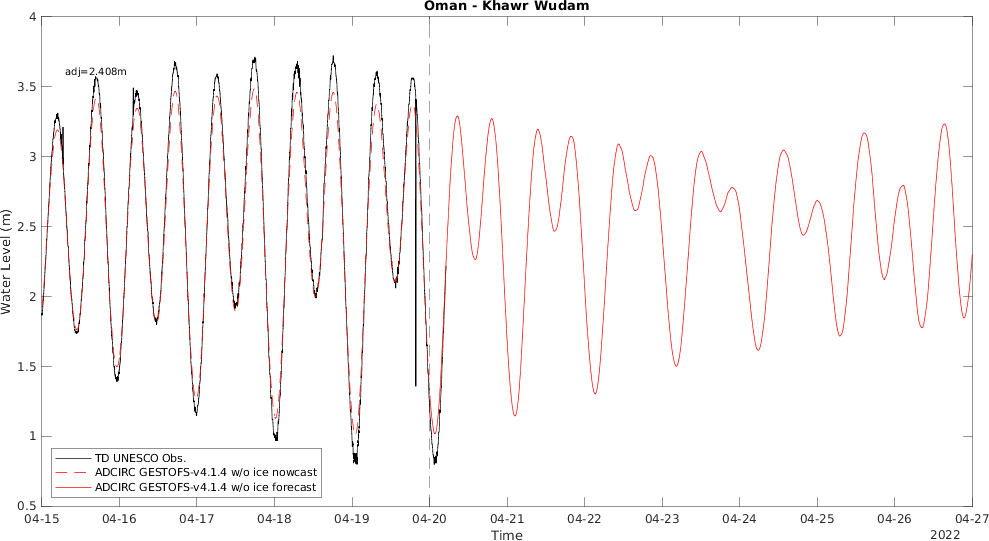 Oman - Khawr Wudam
4
3.5
3
2.5
2
1.5
1
0.5
Water Level (m)
adj=2.408m
TD UNESCO Obs.
ADCIRC GESTOFS-v4.1.4 w/o ice nowcast
ADCIRC GESTOFS-v4.1.4 w/o ice forecast
04-15 04-16 04-17 04-18 04-19 04-20 04-21 04-22 04-23 04-24 04-25 04-26 04-27
Time
2022